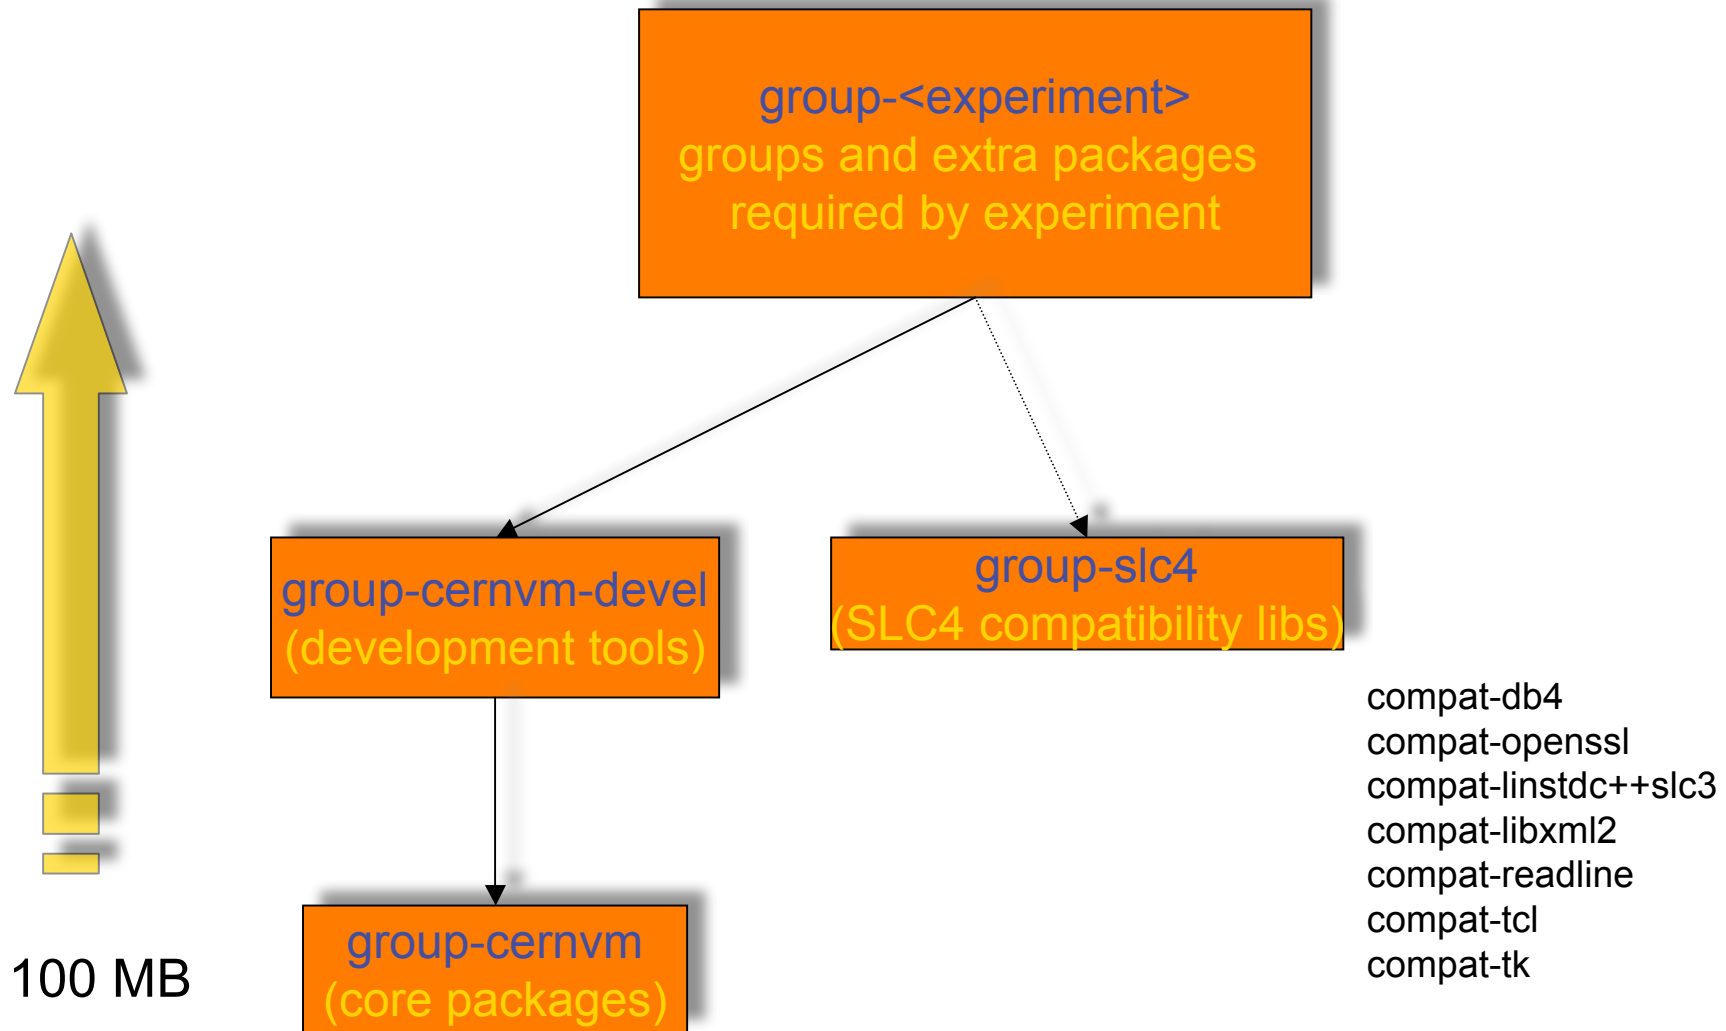 group-<experiment>
groups and extra packages
required by experiment
group-cernvm-devel
(development tools)
group-slc4
(SLC4 compatibility libs)
compat-db4
compat-openssl
compat-linstdc++slc3
compat-libxml2
compat-readline
compat-tcl
compat-tk
group-cernvm
(core packages)
100 MB